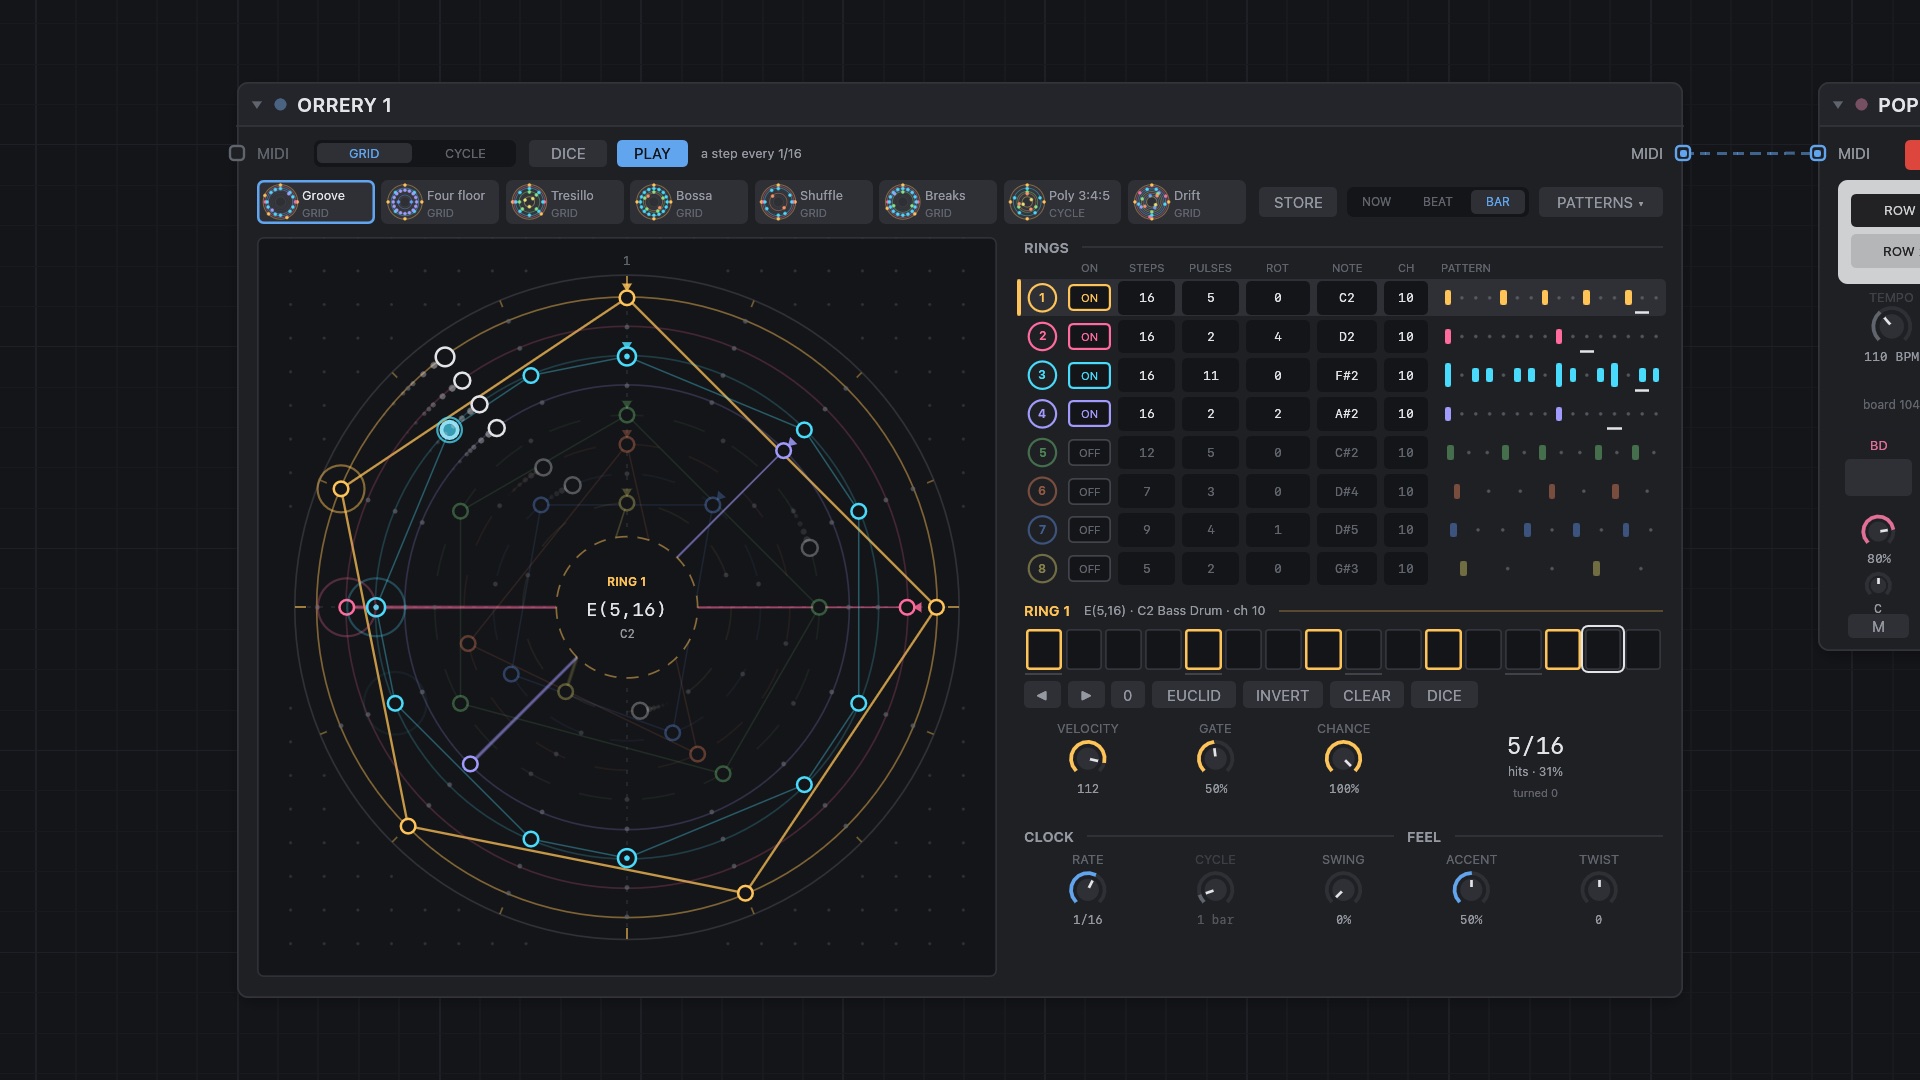 ORRERY 1
POP
MIDI GRID CYCLE DICE PLAY a step every 1/16 MIDI MIDI
Groove GRID
Four floor GRID
Tresillo GRID
Bossa GRID
Shuffle GRID
Breaks GRID
Poly 3:4:5 CYCLE
Drift GRID
STORE NOW BEAT BAR PATTERNS
ROW
ROW
TEMPO
110 BPM
board 104
BD
80%
C
M
1
RING 1
E(5,16)
C2
RINGS
ON STEPS PULSES ROT NOTE CH PATTERN
1 ON 16 5 0 C2 10
2 ON 16 2 4 D2 10
3 ON 16 11 0 F#2 10
4 ON 16 2 2 A#2 10
5 OFF 12 5 0 C#2 10
6 OFF 7 3 0 D#4 10
7 OFF 9 4 1 D#5 10
8 OFF 5 2 0 G#3 10
RING 1 E(5,16) · C2 Bass Drum · ch 10
0 EUCLID INVERT CLEAR DICE
VELOCITY GATE CHANCE
112 50% 100%
5/16
hits · 31%
turned 0
CLOCK FEEL
RATE CYCLE SWING ACCENT TWIST
1/16 1 bar 0% 50% 0